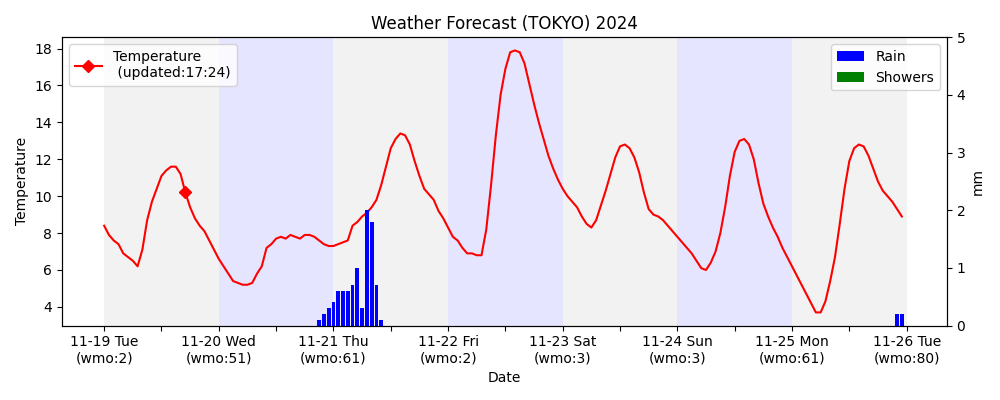 Weather Forecast (TOKYO) 2024
Temperature
(updated:17:24)
Rain
Showers
18
16
14
12
10
8
6
4
Temperature
5
4
3
2
1
0
mm
11-19 Tue
(wmo:2)
11-20 Wed
(wmo:51)
11-21 Thu
(wmo:61)
11-22 Fri
(wmo:2)
11-23 Sat
(wmo:3)
11-24 Sun
(wmo:3)
11-25 Mon
(wmo:61)
11-26 Tue
(wmo:80)
Date